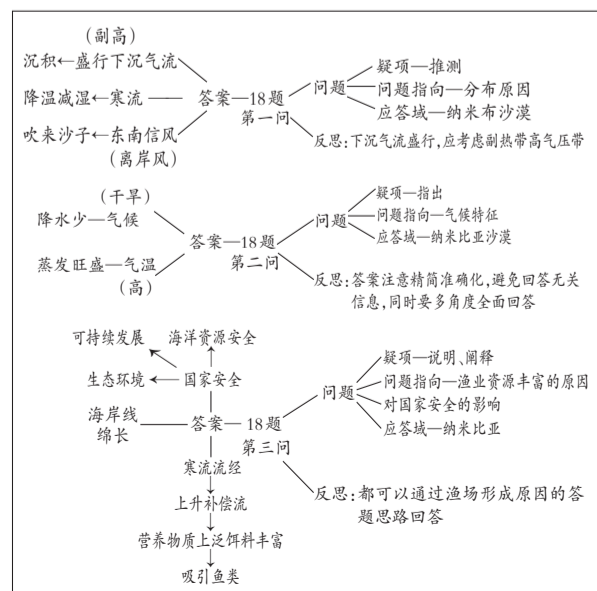 (副高)
沉积←盛行下沉气流
降温减湿←寒流
吹来沙子←东南信风
(离岸风)
答案—18题
第一问
问题
疑项—推测
问题指向—分布原因
应答域—纳米布沙漠
反思:下沉气流盛行,应考虑副热带高气压带
(干旱)
降水少—气候
蒸发旺盛—气温
(高)
答案—18题
第二问
问题
疑项—指出
问题指向—气候特征
应答域—纳米比亚沙漠
反思:答案注意精简准确化,避免回答无关
信息,同时要多角度全面回答
可持续发展
海洋资源安全
生态环境←国家安全
海岸线
绵长
答案— 18题
第三问
寒流流经
上升补偿流
营养物质上泛饵料丰富
吸引鱼类
问题
疑项—说明、阐释
问题指向—渔业资源丰富的原因
对国家安全的影响
应答域—纳米比亚
反思:都可以通过渔场形成原因的答
题思路回答